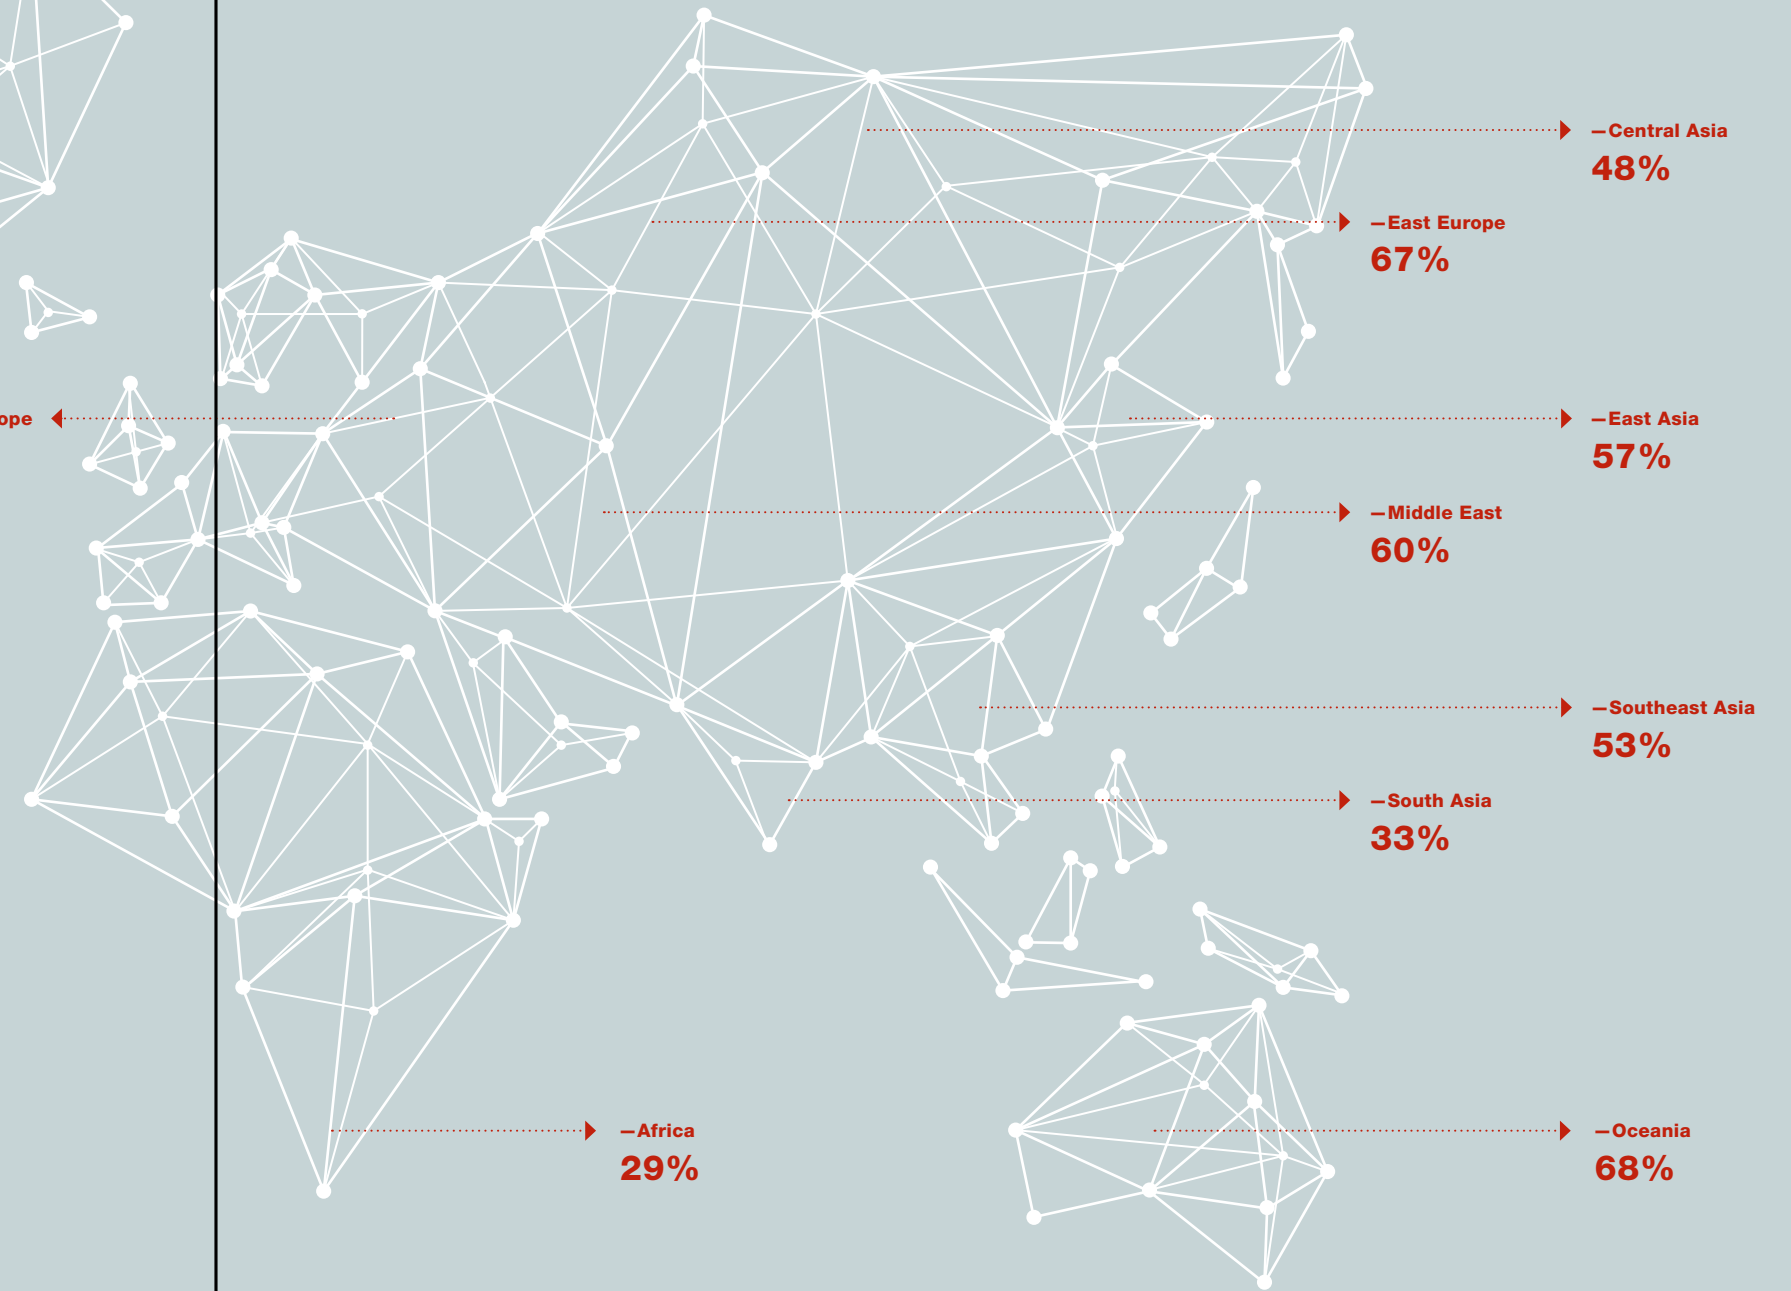 —Central Asia
48%
—East Europe
67%
ope
—East Asia
57%
—Middle East
60%
—Southeast Asia
53%
—South Asia
33%
—Africa
29%
—Oceania
68%